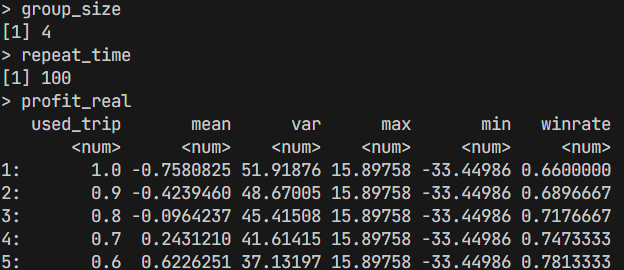 > group_size
[1] 4
> repeat_time
[1] 100
> profit_real
used_trip mean var max min winrate
<num> <num> <num> <num> <num> <num>
1: 1.0 -0.7580825 51.91876 15.89758 -33.44986 0.6600000
2: 0.9 -0.4239460 48.67005 15.89758 -33.44986 0.6896667
3: 0.8 -0.0964237 45.41508 15.89758 -33.44986 0.7176667
4: 0.7 0.2431210 41.61415 15.89758 -33.44986 0.7473333
5: 0.6 0.6226251 37.13197 15.89758 -33.44986 0.7813333